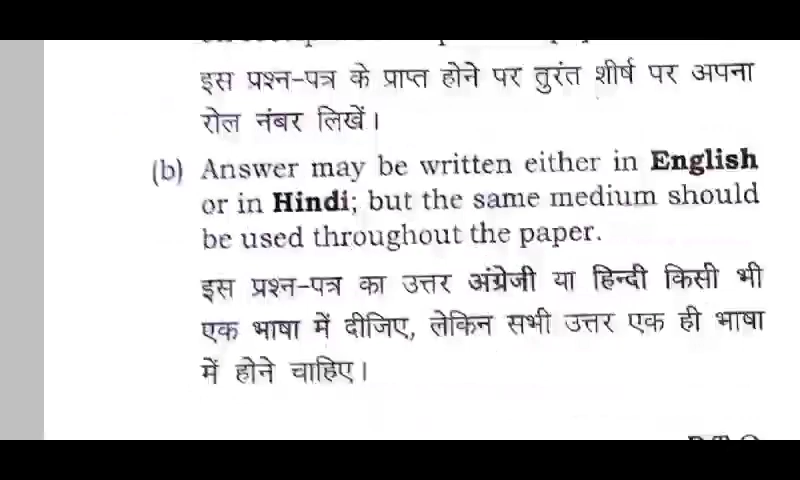 इस प्रश्न-पत्र के प्राप्त होने पर तुरंत शीर्ष पर अपना
रोल नंबर लिखें।
(b) Answer may be written either in English
or in Hindi; but the same medium should
be used throughout the paper.
इस प्रश्न-पत्र का उत्तर अंग्रेजी या हिन्दी किसी भी
एक भाषा में दीजिए, लेकिन सभी उत्तर एक ही भाषा
में होने चाहिए।